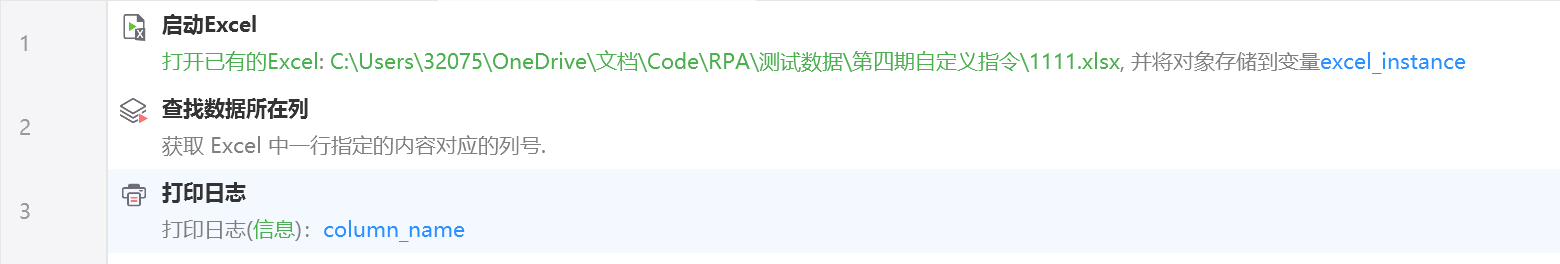 1
启动Excel
打开已有的Excel: C:\Users\32075\OneDrive\文档\Code\RPA\测试数据\第四期自定义指令\1111.xlsx, 并将对象存储到变量excel_instance
2
查找数据所在列
获取 Excel 中一行指定的内容对应的列号.
3
打印日志
打印日志(信息)：column_name